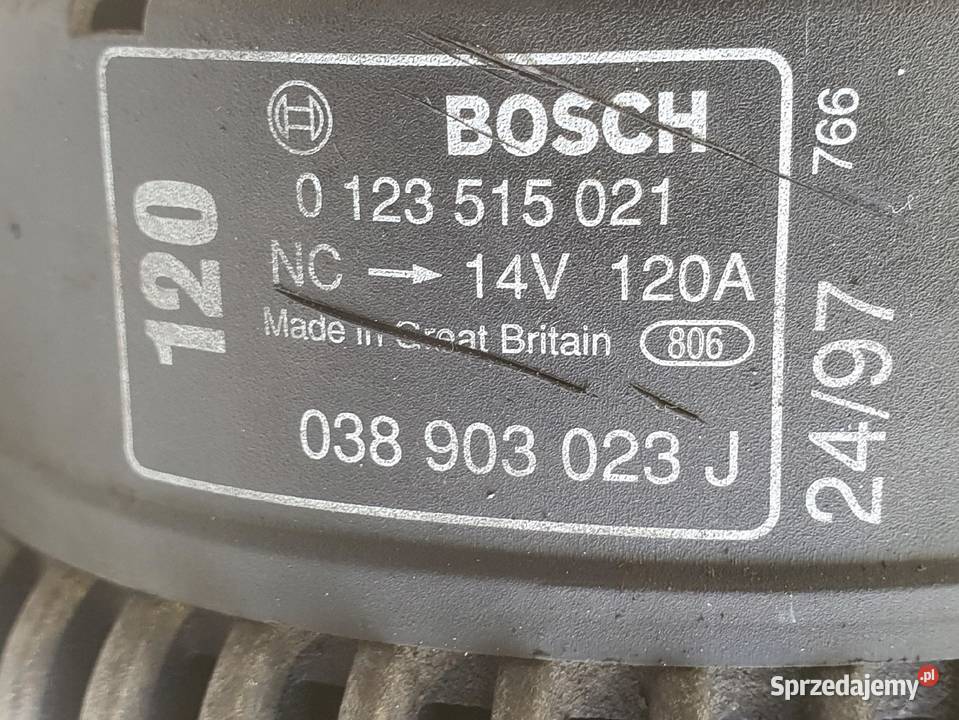 BOSCH
0 123 515 021
NC → 14V 120A
Made in Great Britain 806
038 903 023 J
120
24/97 766
Sprzedajemy.pl